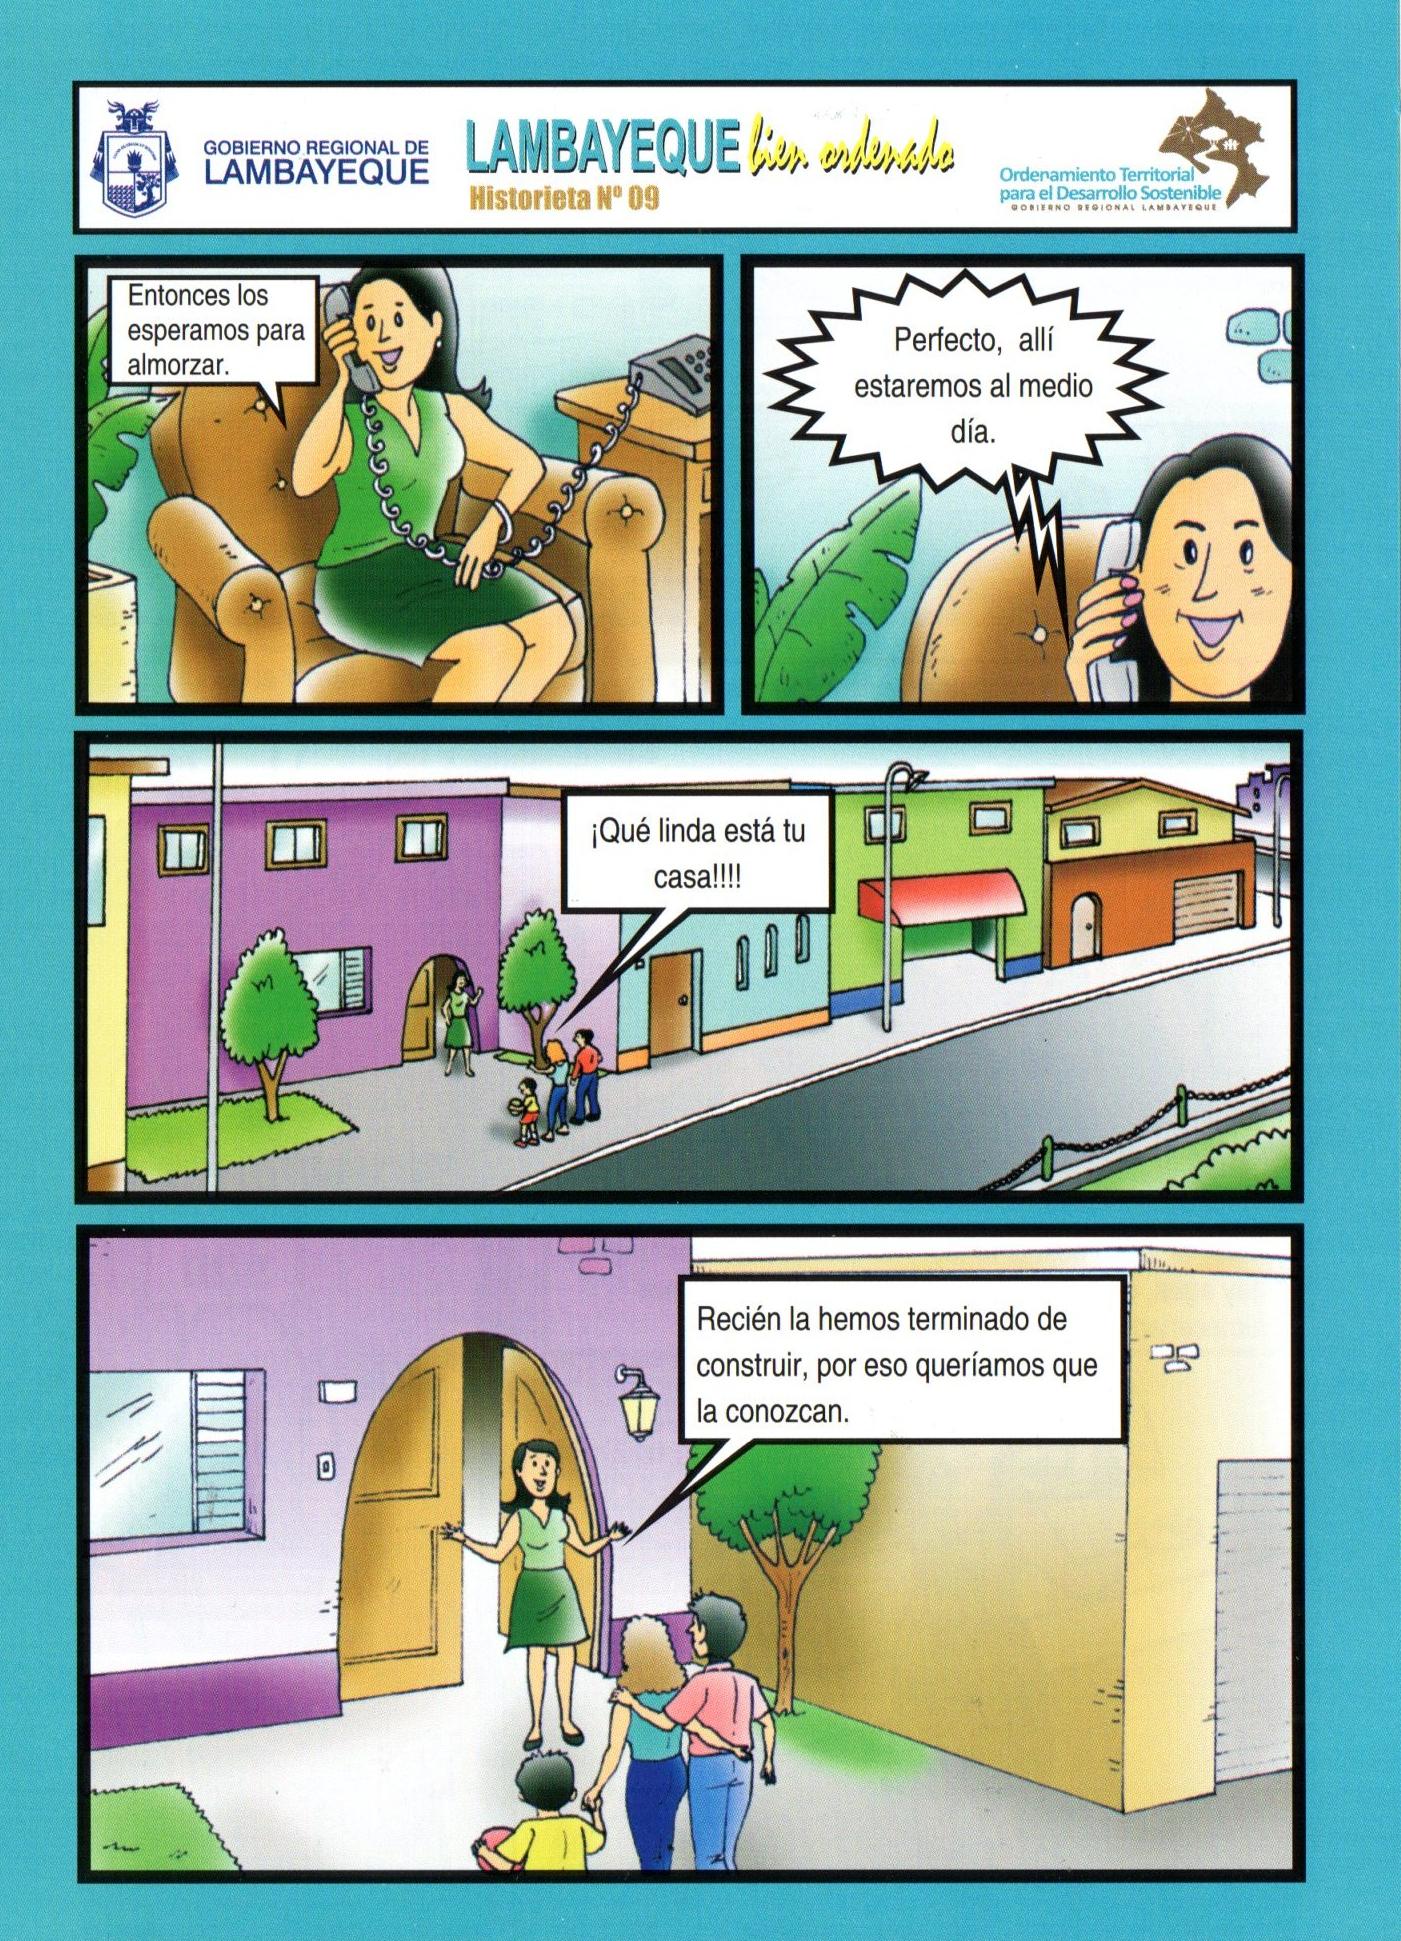 GOBIERNO REGIONAL DE
LAMBAYEQUE
LAMBAYEQUE bien ordenado
Historieta Nº 09
Ordenamiento Territorial
para el Desarrollo Sostenible
GOBIERNO REGIONAL LAMBAYEQUE
Entonces los
esperamos para
almorzar.
Perfecto, allí
estaremos al medio
día.
¡Qué linda está tu
casa!!!!
Recién la hemos terminado de
construir, por eso queríamos que
la conozcan.